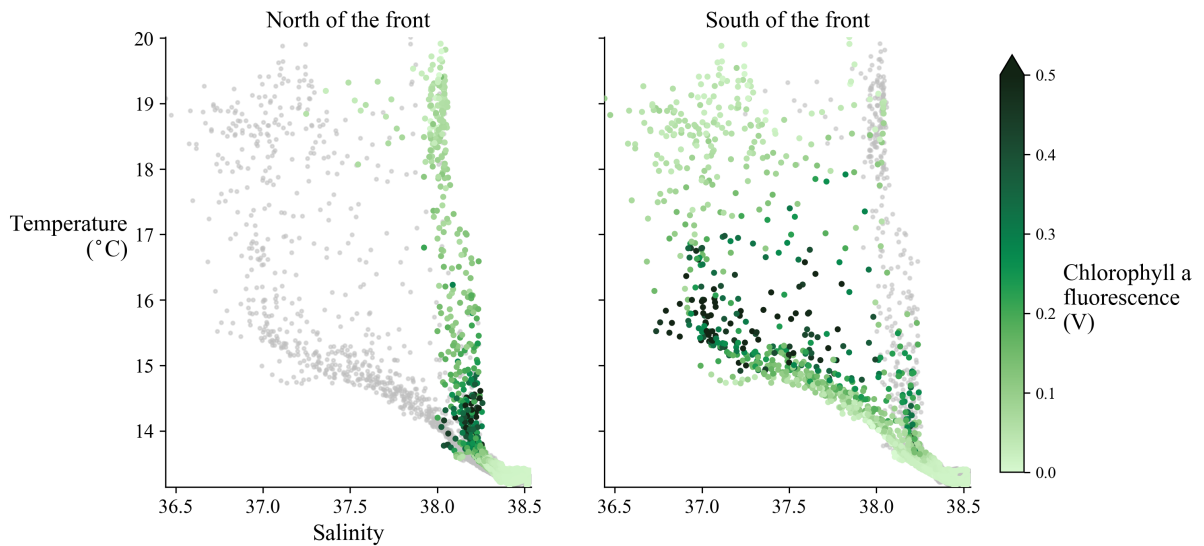 North of the front
South of the front
20
19
18
17
16
15
14
Temperature
(°C)
36.5
37.0
37.5
38.0
38.5
Salinity
36.5
37.0
37.5
38.0
38.5
0.5
0.4
0.3
0.2
0.1
0.0
Chlorophyll a
fluorescence
(V)